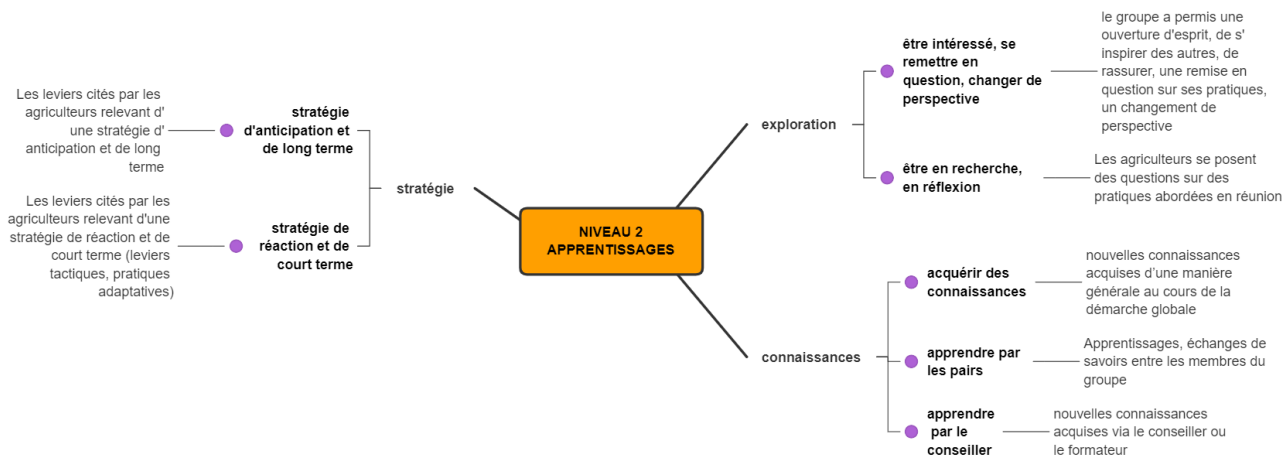 NIVEAU 2
APPRENTISSAGES
stratégie
stratégie
d'anticipation et
de long terme
Les leviers cités par les
agriculteurs relevant d'
une stratégie d'
anticipation et de long
terme
stratégie de
réaction et de
court terme
Les leviers cités par les
agriculteurs relevant d'une
stratégie de réaction et de
court terme (leviers
tactiques, pratiques
adaptatives)
exploration
être intéressé, se
remettre en
question, changer de
perspective
le groupe a permis une
ouverture d'esprit, de s'
inspirer des autres, de
rassurer, une remise en
question sur ses pratiques,
un changement de
perspective
être en recherche,
en réflexion
Les agriculteurs se posent
des questions sur des
pratiques abordées en réunion
connaissances
acquérir des
connaissances
nouvelles connaissances
acquises d’une manière
générale au cours de la
démarche globale
apprendre par
les pairs
Apprentissages, échanges de
savoirs entre les membres du
groupe
apprendre
par le
conseiller
nouvelles connaissances
acquises via le conseiller ou
le formateur